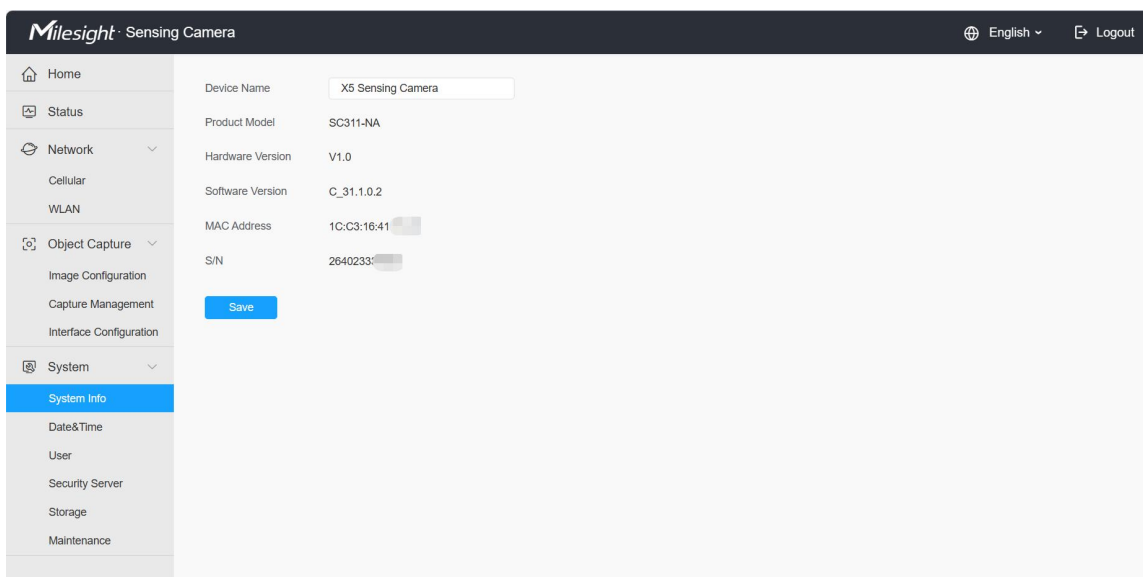 Milesight · Sensing Camera
English
Logout
Home
Status
Network
Cellular
WLAN
Object Capture
Image Configuration
Capture Management
Interface Configuration
System
System Info
Date&Time
User
Security Server
Storage
Maintenance
Device Name X5 Sensing Camera
Product Model SC311-NA
Hardware Version V1.0
Software Version C_31.1.0.2
MAC Address 1C:C3:16:41
S/N 2640233
Save